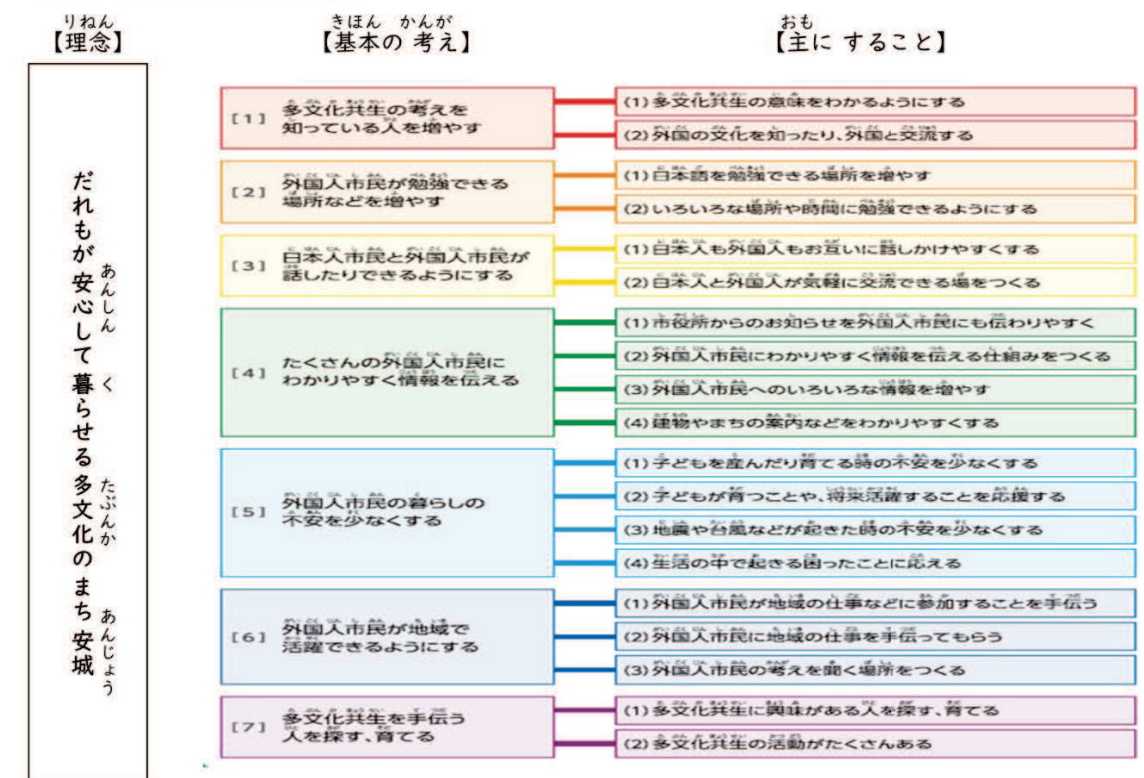 【理念】
【基本の 考え】
【主に すること】
だれもが 安心して 暮らせる 多文化の まち 安城
[1] 多文化共生の考えを
知っている人を増やす
(1)多文化共生の意味をわかるようにする
(2)外国の文化を知ったり、外国と交流する
[2] 外国人市民が勉強できる
場所などを増やす
(1)日本語を勉強できる場所を増やす
(2)いろいろな場所や時間に勉強できるようにする
[3] 日本人市民と外国人市民が
話したりできるようにする
(1)日本人も外国人もお互いに話しかけやすくする
(2)日本人と外国人が気軽に交流できる場をつくる
[4] たくさんの外国人市民に
わかりやすく情報を伝える
(1)市役所からのお知らせを外国人市民にも伝わりやすく
(2)外国人市民にわかりやすく情報を伝える仕組みをつくる
(3)外国人市民へのいろいろな情報を増やす
(4)建物やまちの案内などをわかりやすくする
[5] 外国人市民の暮らしの
不安を少なくする
(1)子どもを産んだり育てる時の不安を少なくする
(2)子どもが育つことや、将来活躍することを応援する
(3)地震や台風などが起きた時の不安を少なくする
(4)生活の中で起きる困ったことに応える
[6] 外国人市民が地域で
活躍できるようにする
(1)外国人市民が地域の仕事などに参加することを手伝う
(2)外国人市民に地域の仕事を手伝ってもらう
(3)外国人市民の考えを聞く場所をつくる
[7] 多文化共生を手伝う
人を探す、育てる
(1)多文化共生に興味がある人を探す、育てる
(2)多文化共生の活動がたくさんある
りねん
きほん かんが
おも
あんしん
く
たぶんか
あんじょう